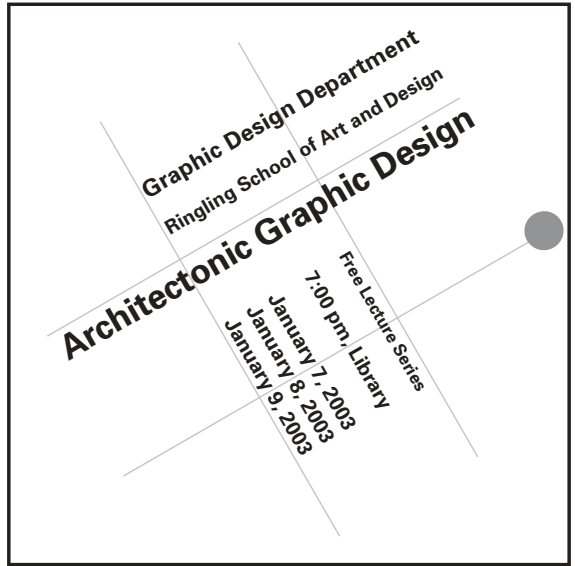 Graphic Design Department
Ringling School of Art and Design
Architectonic Graphic Design
Free Lecture Series
7:00 pm, Library
January 7, 2003
January 8, 2003
January 9, 2003